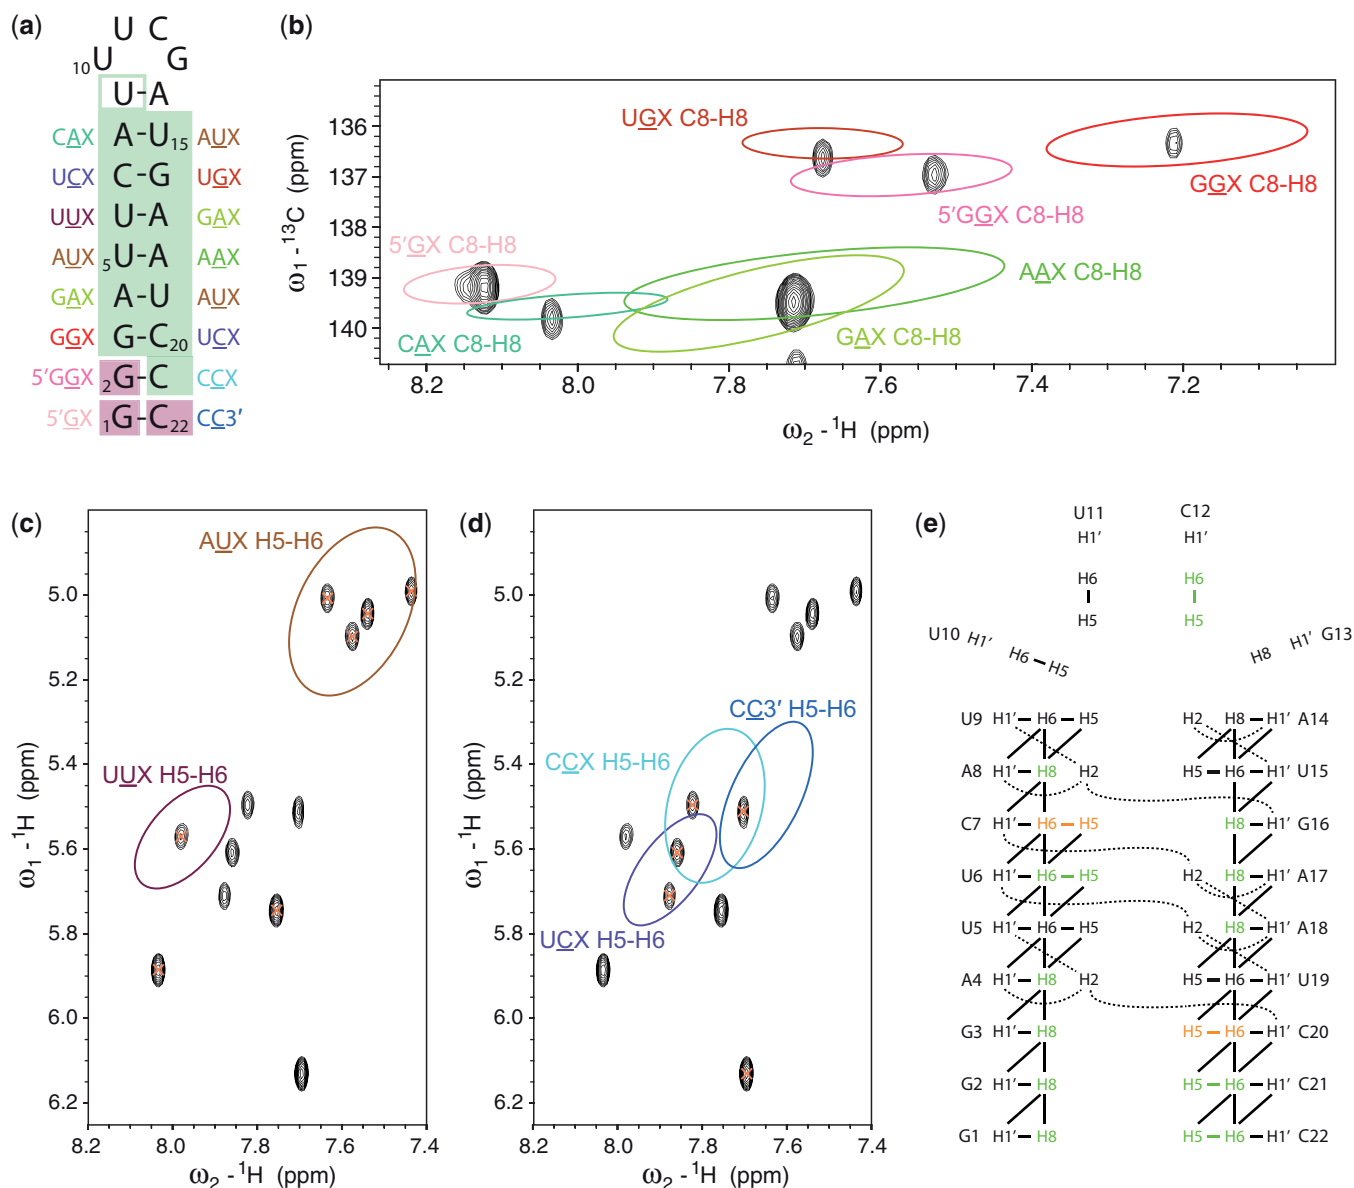 (a)
U C
10 U G
U-A
CAX A-U15 AUX
UCX C-G UGX
UUX U-A GAX
AUX 5U-A AAX
GAX A-U AUX
GGX G-C20 UCX
5'GGX 2G-C CCX
5'GX 1G-C22 CC3'
(b)
UGX C8-H8
GGX C8-H8
5'GGX C8-H8
5'GX C8-H8
AAX C8-H8
CAX C8-H8
GAX C8-H8
136
137
138
139
140
ω1 - 13C (ppm)
8.2 8.0 7.8 7.6 7.4 7.2
ω2 - 1H (ppm)
(c)
AUX H5-H6
UUX H5-H6
5.0
5.2
5.4
5.6
5.8
6.0
6.2
ω1 - 1H (ppm)
8.2 8.0 7.8 7.6 7.4
ω2 - 1H (ppm)
(d)
CC3' H5-H6
CCX H5-H6
UCX H5-H6
5.0
5.2
5.4
5.6
5.8
6.0
6.2
ω1 - 1H (ppm)
8.2 8.0 7.8 7.6 7.4
ω2 - 1H (ppm)
(e)
U11 C12
H1' H1'
H6 H6
H5 H5
U10 H1' H6 H5 H8 H1' G13
U9 H1' H6 H5 H2 H8 H1' A14
A8 H1' H8 H2 H5 H6 H1' U15
C7 H1' H6 H5 H8 H1' G16
U6 H1' H6 H5 H2 H8 H1' A17
U5 H1' H6 H5 H2 H8 H1' A18
A4 H1' H8 H2 H5 H6 H1' U19
G3 H1' H8 H5 H6 H1' C20
G2 H1' H8 H5 H6 H1' C21
G1 H1' H8 H5 H6 H1' C22